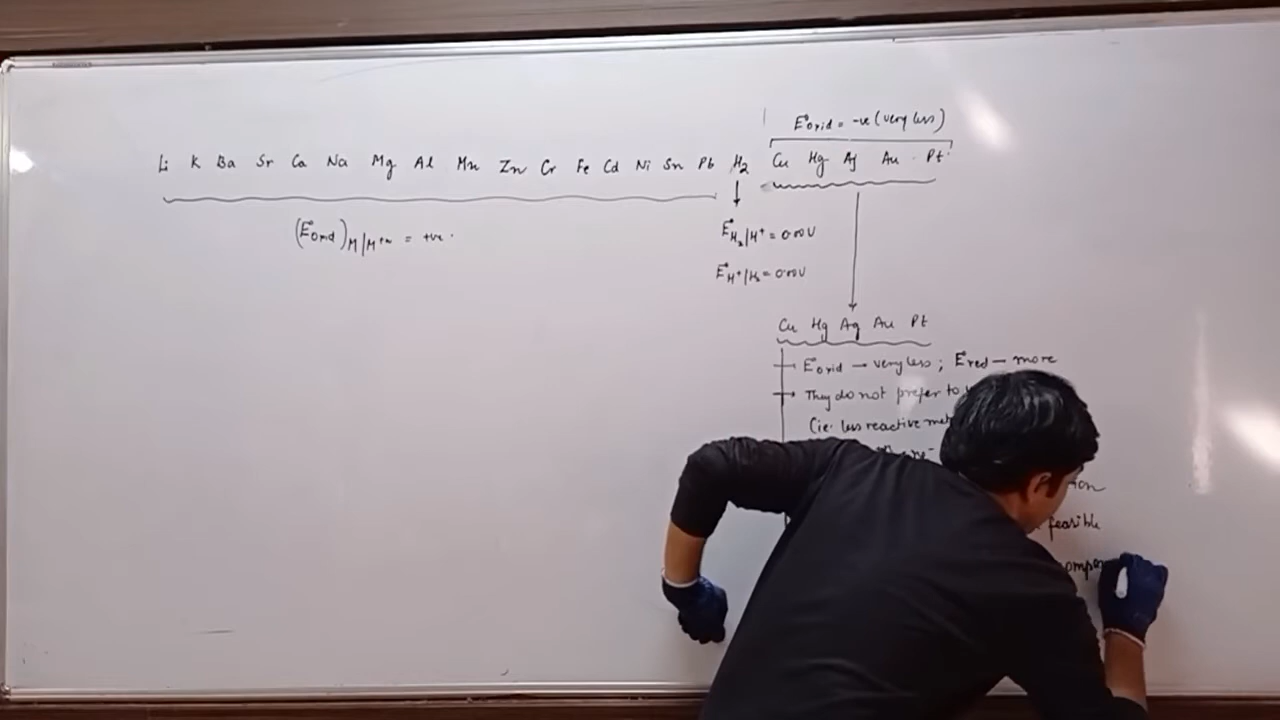 E°oxid = -ve (very less)
Li K Ba Sr Ca Na Mg Al Mn Zn Cr Fe Cd Ni Sn Pb H₂ Cu Hg Ag Au Pt
(E°oxid)M/M⁺ⁿ = +ve
E°H₂/H⁺ = 0.00V
E°H⁺/H₂ = 0.00V
Cu Hg Ag Au Pt
E°oxid → very less ; E°red – more
They do not prefer to
(ie. less reactive
feasible